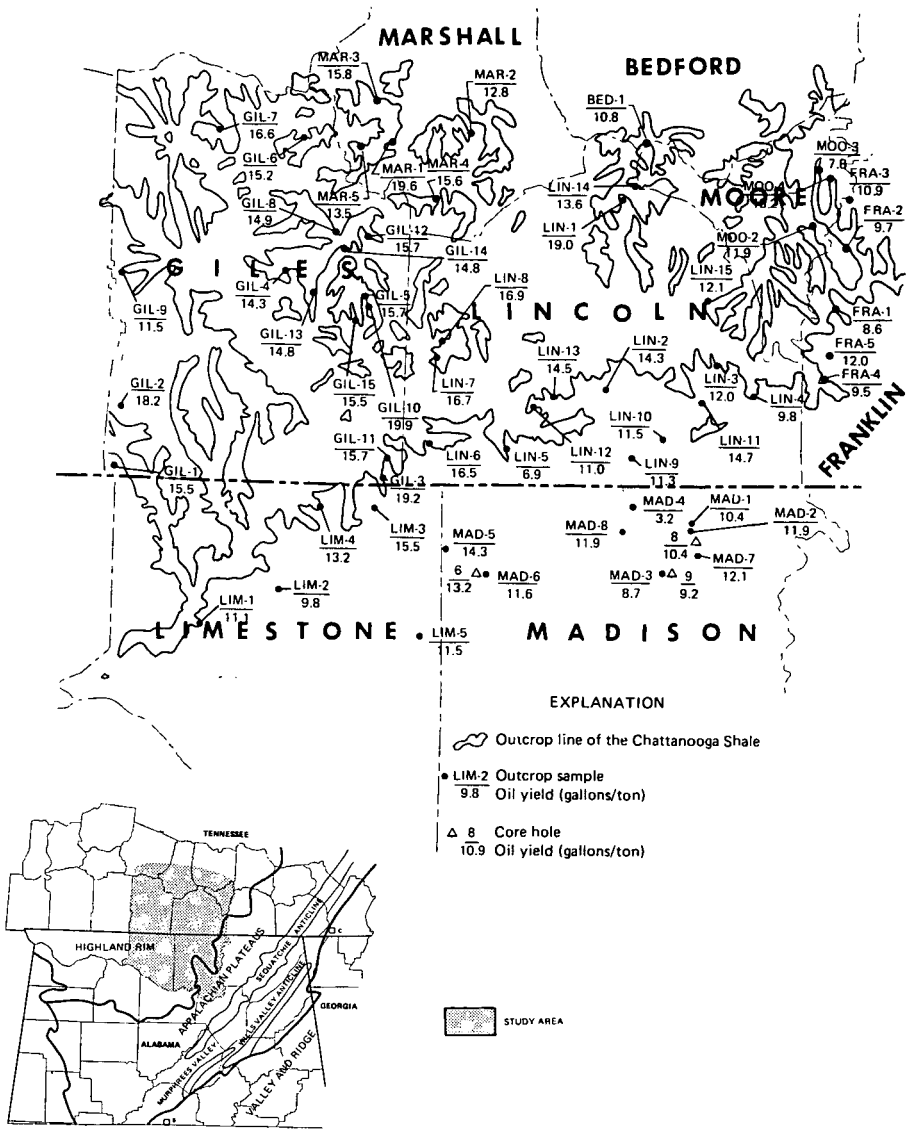 MARSHALL
BEDFORD
MAR-3
15.8
MAR-2
12.8
BED-1
10.8
GIL-7
16.6
GIL-6
15.2
MAR-1
19.6
MAR-4
15.6
MOO-3
FRA-3
10.9
GIL-8
14.9
MAR-5
13.5
LIN-14
13.6
MOORE
FRA-2
9.7
GIL-12
15.7
LIN-1
19.0
MOO-2
11.9
GIL-14
14.8
GILES
GIL-4
14.3
LIN-8
16.9
LIN-15
12.1
GIL-5
15.7
LINCOLN
GIL-9
11.5
GIL-13
14.8
FRA-1
8.6
LIN-13
14.5
LIN-2
14.3
FRA-5
12.0
GIL-2
18.2
GIL-15
15.5
LIN-7
16.7
LIN-3
12.0
LIN-4
9.8
FRA-4
9.5
GIL-10
19.9
LIN-10
11.5
FRANKLIN
GIL-11
15.7
LIN-6
16.5
LIN-5
6.9
LIN-12
11.0
LIN-9
11.3
LIN-11
14.7
GIL-1
15.5
GIL-3
19.2
MAD-4
3.2
MAD-1
10.4
MAD-2
11.9
LIM-4
13.2
LIM-3
15.5
MAD-5
14.3
MAD-8
11.9
8
10.4
MAD-7
12.1
6
13.2
MAD-6
11.6
MAD-3
8.7
9
9.2
LIM-2
9.8
LIM-1
11.1
LIMESTONE
MADISON
LIM-5
11.5
EXPLANATION
Outcrop line of the Chattanooga Shale
LIM-2 Outcrop sample
9.8 Oil yield (gallons/ton)
8 Core hole
10.9 Oil yield (gallons/ton)
TENNESSEE
HIGHLAND RIM
APPALACHIAN PLATEAUS
SEQUATCHIE ANTICLINE
WILLS VALLEY ANTICLINE
GEORGIA
ALABAMA
MURPHREES VALLEY
VALLEY AND RIDGE
STUDY AREA